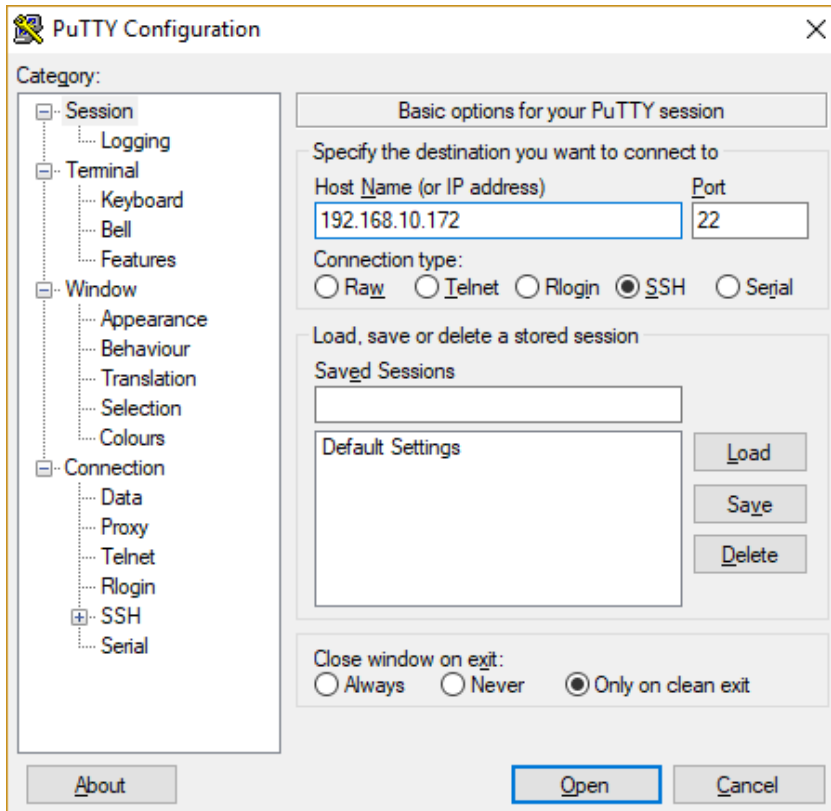 PuTTY Configuration
Category:
Session
Logging
Terminal
Keyboard
Bell
Features
Window
Appearance
Behaviour
Translation
Selection
Colours
Connection
Data
Proxy
Telnet
Rlogin
SSH
Serial
Basic options for your PuTTY session
Specify the destination you want to connect to
Host Name (or IP address) Port
192.168.10.172 22
Connection type:
Raw Telnet Rlogin SSH Serial
Load, save or delete a stored session
Saved Sessions
Default Settings
Load
Save
Delete
Close window on exit:
Always Never Only on clean exit
About Open Cancel